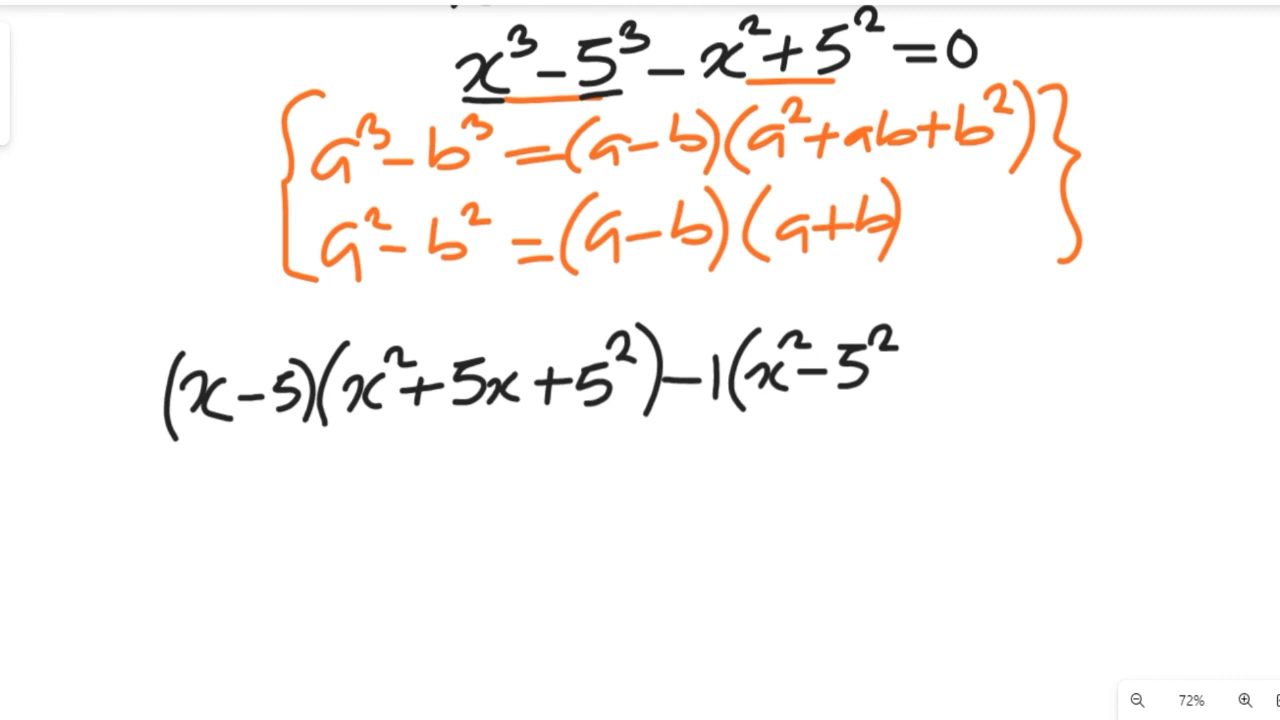 x³ - 5³ - x² + 5² = 0
{a³ - b³ = (a - b)(a² + ab + b²)}
a² - b² = (a - b)(a + b)
(x - 5)(x² + 5x + 5²) - 1(x² - 5²
72%